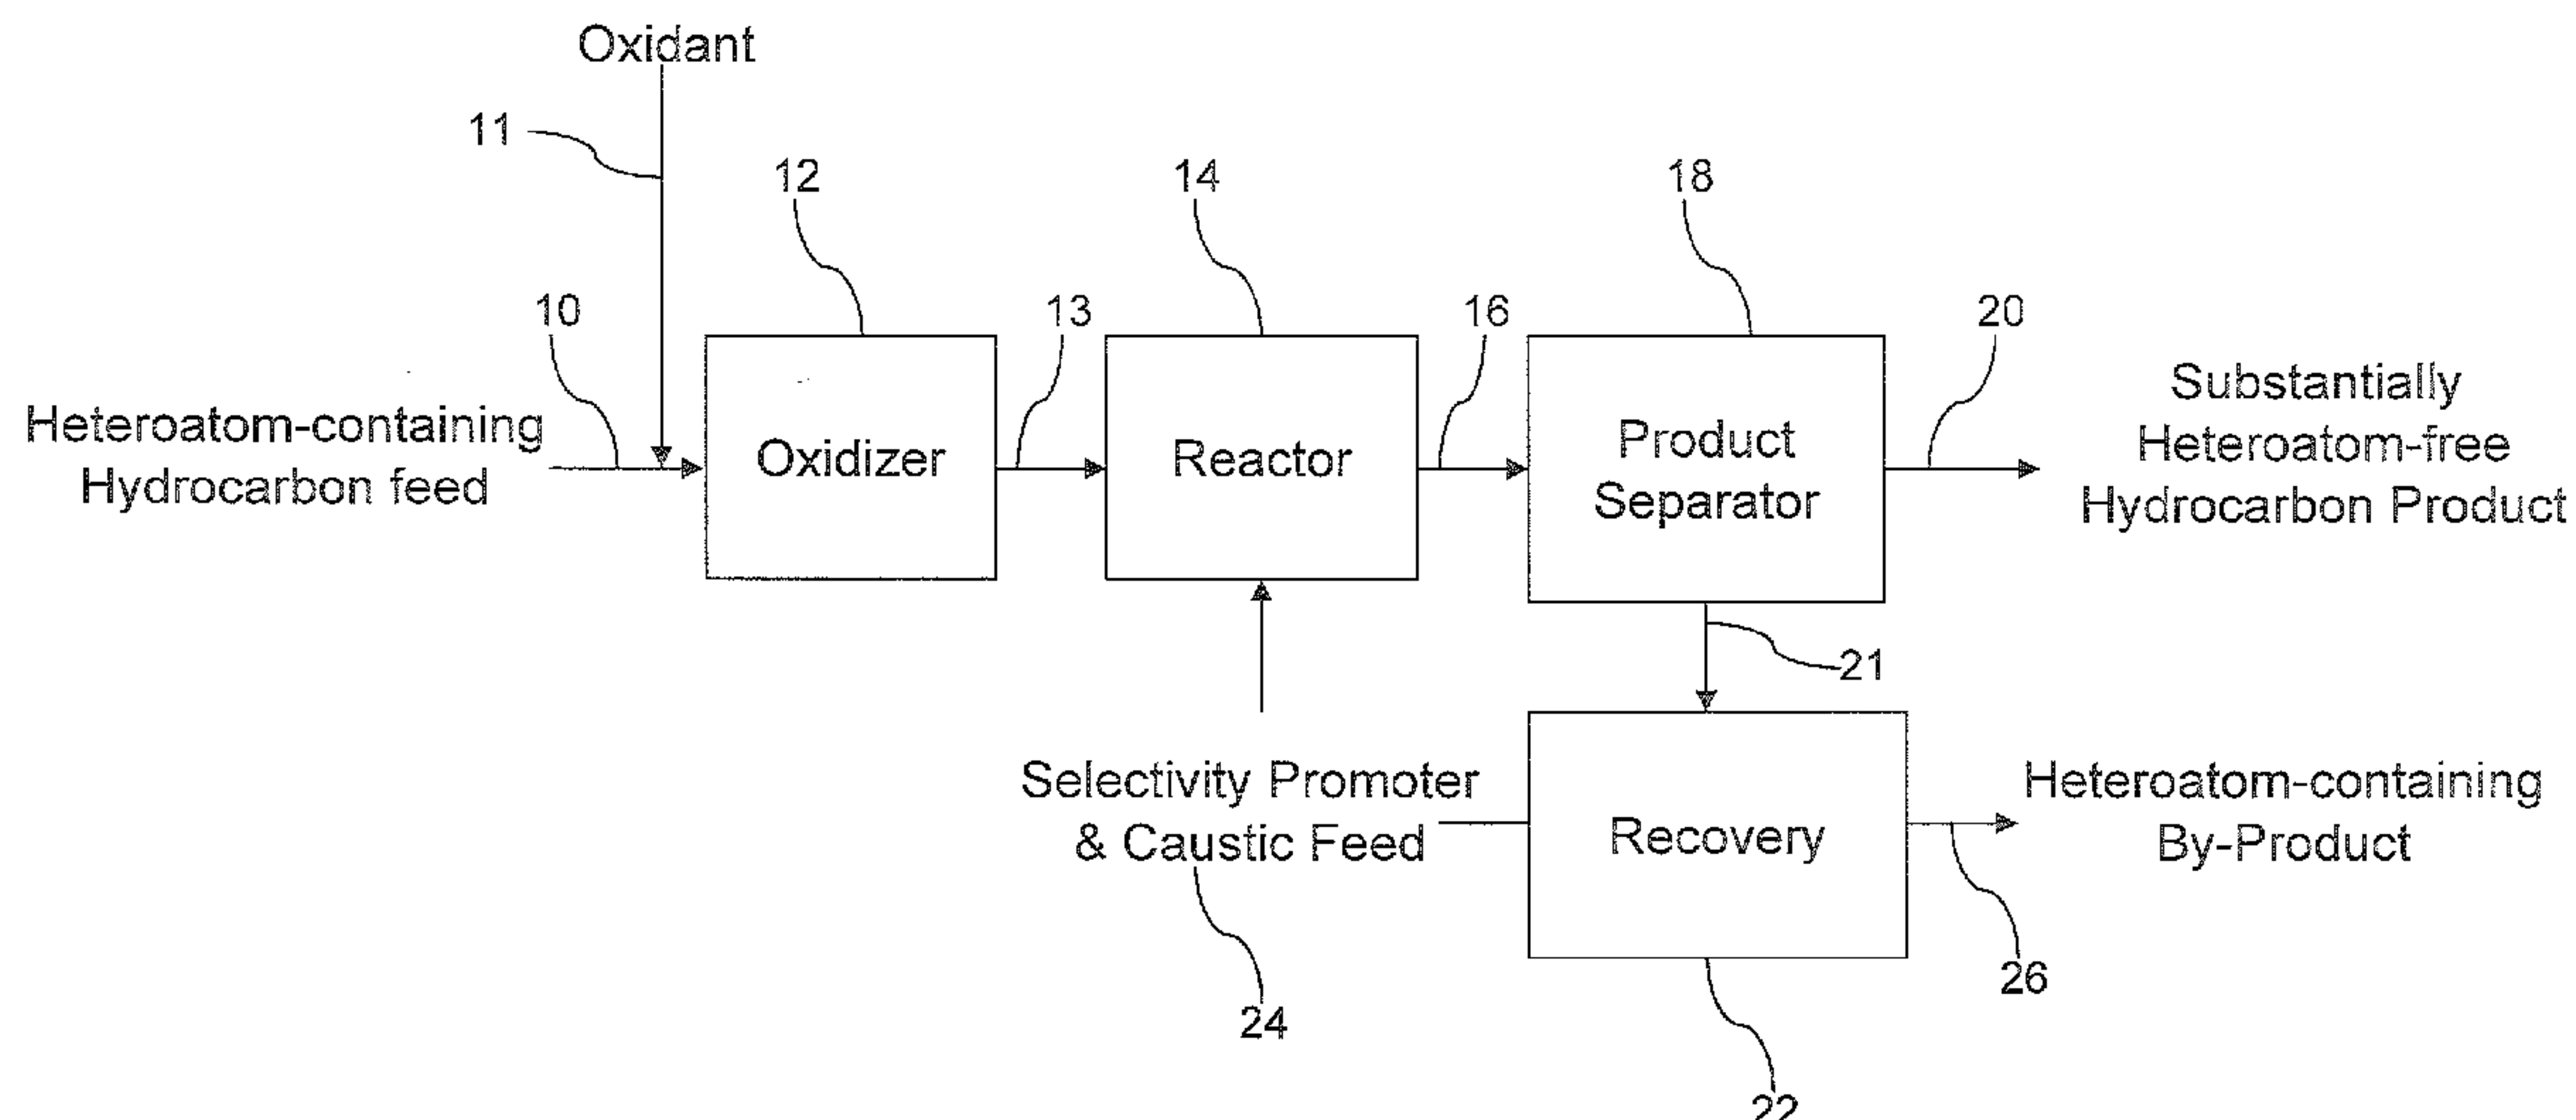 Oxidant
11
12
14
18
10
13
16
20
Heteroatom-containing
Hydrocarbon feed
Oxidizer
Reactor
Product
Separator
Substantially
Heteroatom-free
Hydrocarbon Product
21
Selectivity Promoter
& Caustic Feed
Recovery
Heteroatom-containing
By-Product
24
26
22